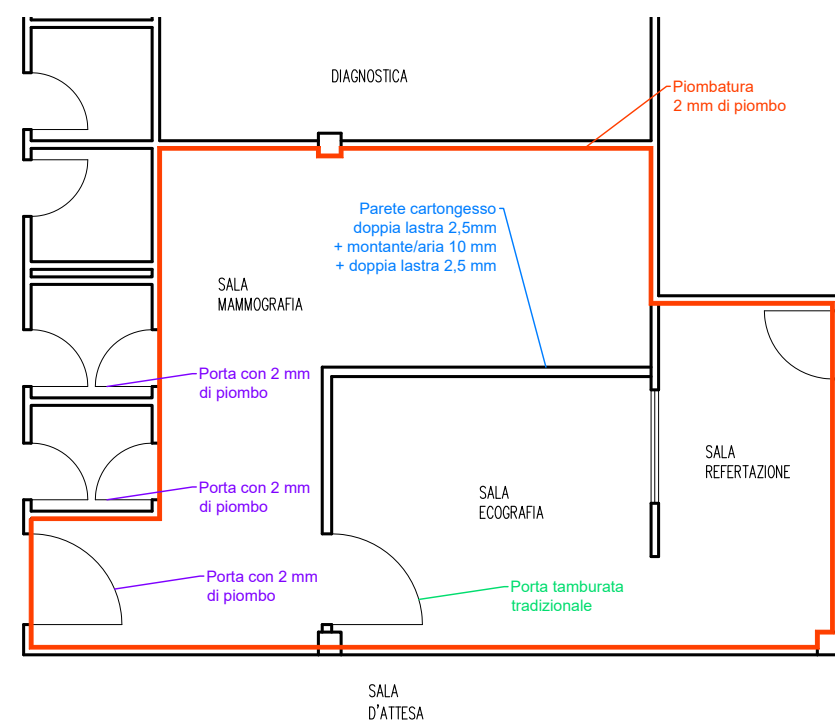 DIAGNOSTICA
Piombatura
2 mm di piombo
Parete cartongesso
doppia lastra 2,5mm
+ montante/aria 10 mm
+ doppia lastra 2,5 mm
SALA
MAMMOGRAFIA
Porta con 2 mm
di piombo
SALA
REFERTAZIONE
Porta con 2 mm
di piombo
SALA
ECOGRAFIA
Porta con 2 mm
di piombo
Porta tamburata
tradizionale
SALA
D'ATTESA